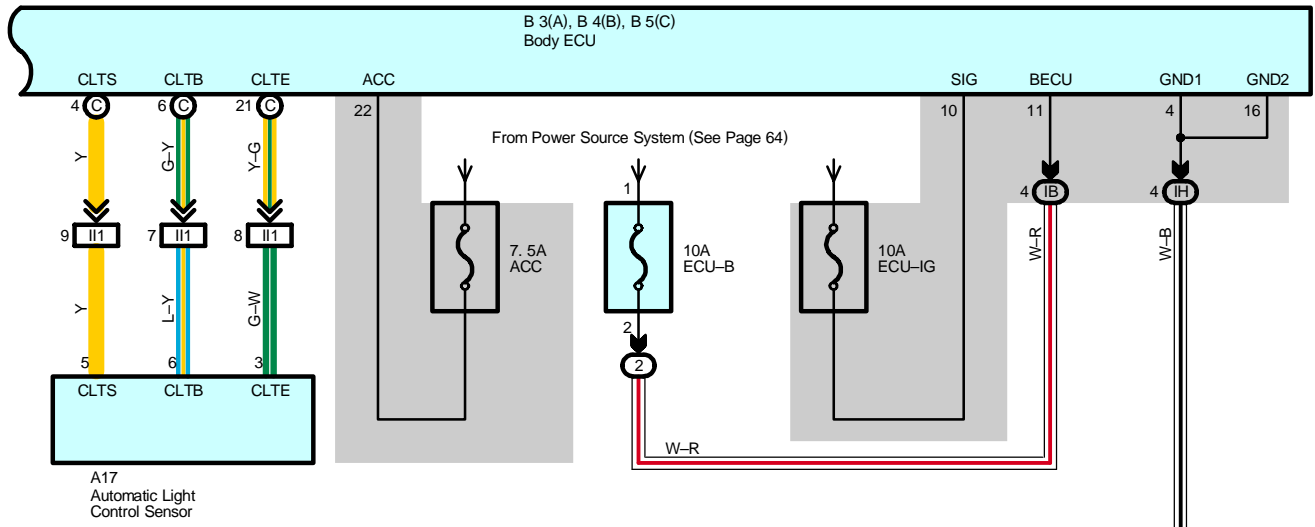 B 3(A), B 4(B), B 5(C)
Body ECU
CLTS CLTB CLTE ACC SIG BECU GND1 GND2
4 C 6 C 21 C 22 10 11 4 16
From Power Source System (See Page 64)
Y G–Y Y–G
1
4 IB 4 IH
9 II1 7 II1 8 II1
7. 5A
ACC
10A
ECU–B
10A
ECU–IG
W–R W–B
Y L–Y G–W
2
2
5 6 3
CLTS CLTB CLTE
W–R
A17
Automatic Light
Control Sensor